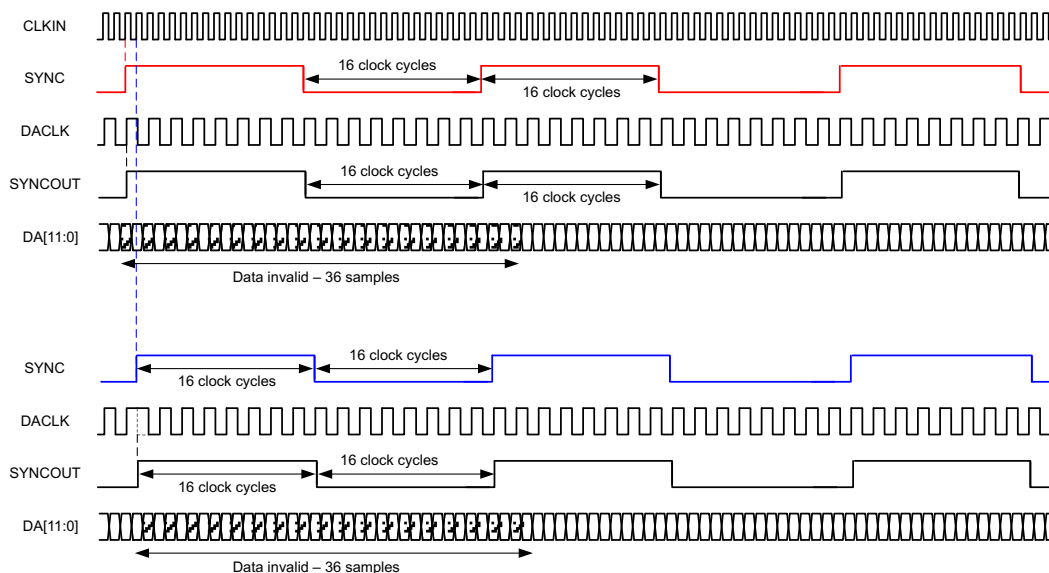 CLKIN
SYNC
16 clock cycles
16 clock cycles
DACLK
SYNCOUT
16 clock cycles
16 clock cycles
DA[11:0]
Data invalid – 36 samples
SYNC
16 clock cycles
16 clock cycles
DACLK
SYNCOUT
16 clock cycles
16 clock cycles
DA[11:0]
Data invalid – 36 samples